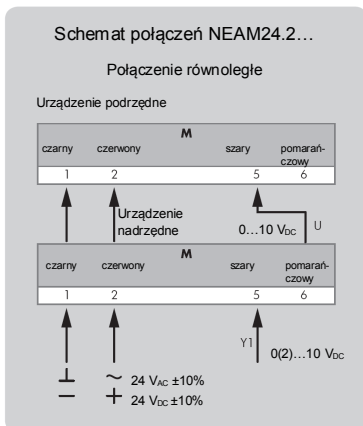 Schemat połączeń NEAM24.2...
Połączenie równoległe
Urządzenie podrzędne
M
czarny czerwony szary pomarań-
czowy
1 2 5 6
Urządzenie
nadrzędne
0...10 VDC U
M
czarny czerwony szary pomarań-
czowy
1 2 5 6
Y1
0(2)...10 VDC
⊥ ~ 24 VAC ±10%
− + 24 VDC ±10%